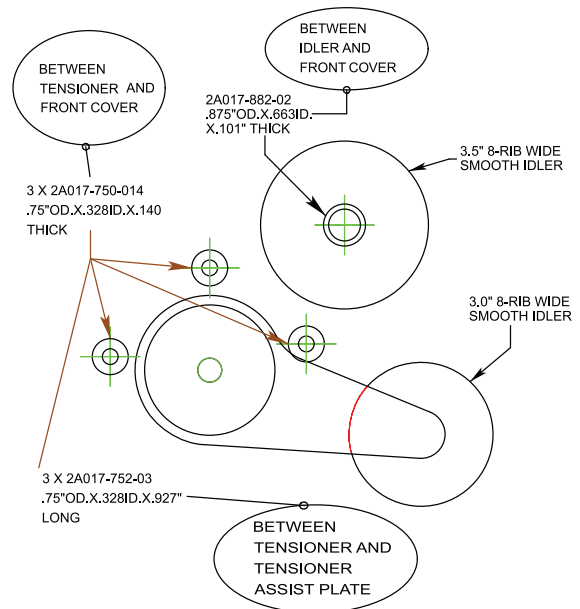 BETWEEN
TENSIONER AND
FRONT COVER
BETWEEN
IDLER AND
FRONT COVER
2A017-882-02
.875"OD.X.663ID.
X.101" THICK
3.5" 8-RIB WIDE
SMOOTH IDLER
3 X 2A017-750-014
.75"OD.X.328ID.X.140
THICK
3,0" 8-RIB WIDE
SMOOTH IDLER
3 X 2A017-752-03
.75"OD.X.328ID.X.927"
LONG
BETWEEN
TENSIONER AND
TENSIONER
ASSIST PLATE